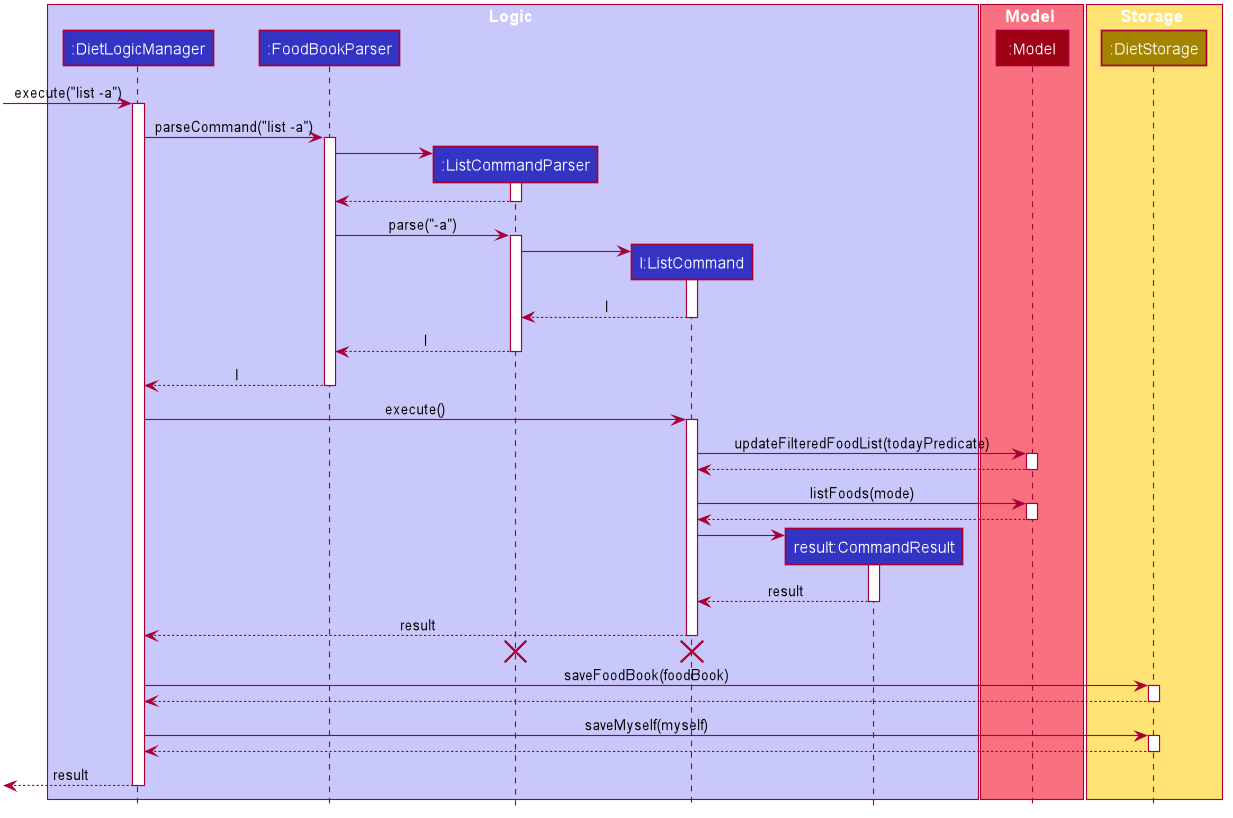 Logic
Model
Storage
:DietLogicManager
:FoodBookParser
:Model
:DietStorage
execute("list -a")
parseCommand("list -a")
:ListCommandParser
parse("-a")
l:ListCommand
l
l
l
execute()
updateFilteredFoodList(todayPredicate)
listFoods(mode)
result:CommandResult
result
result
saveFoodBook(foodBook)
saveMyself(myself)
result